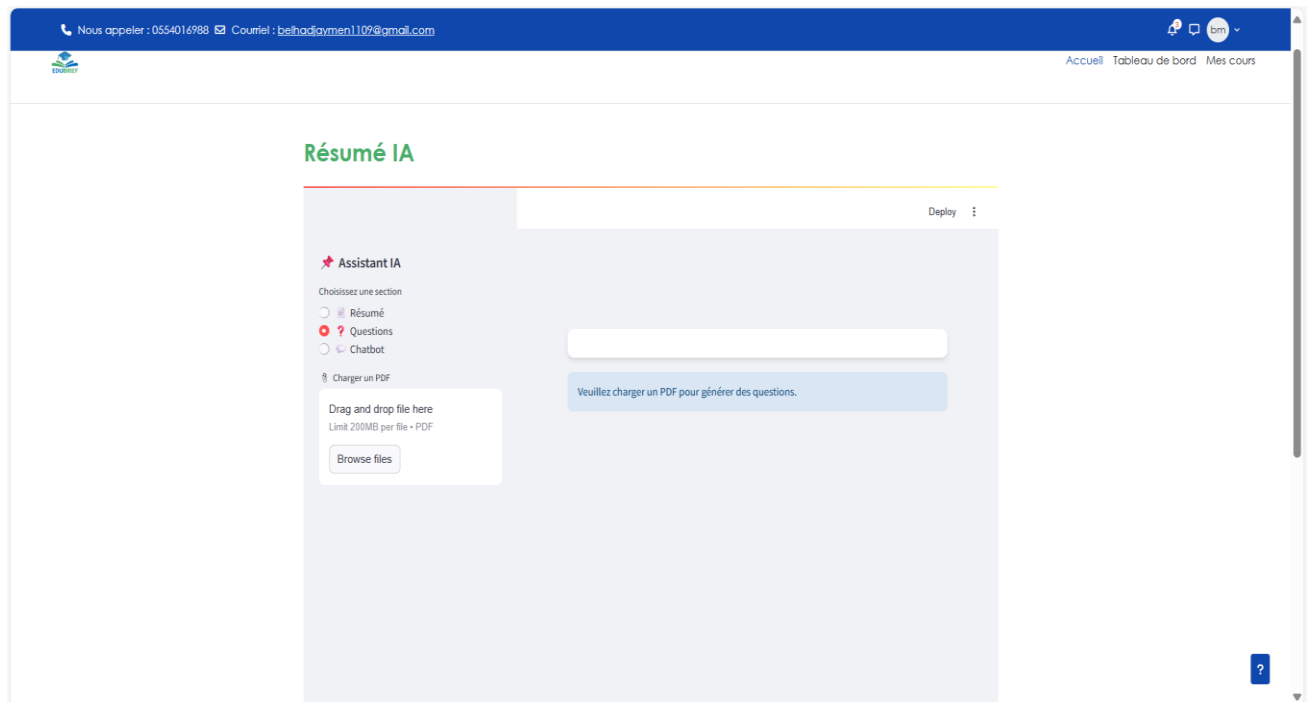 Nous appeler : 0554016988 Courriel : belhadjaymen1109@gmail.com
3
bm
EDUBRIEF
Accueil Tableau de bord Mes cours
Résumé IA
Deploy
Assistant IA
Choisissez une section
Résumé
Questions
Chatbot
Charger un PDF
Drag and drop file here
Limit 200MB per file • PDF
Browse files
Veuillez charger un PDF pour générer des questions.
?